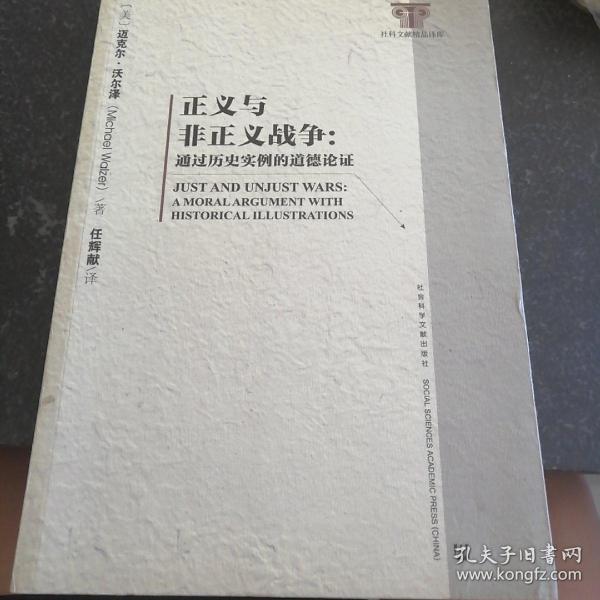 [美]迈克尔·沃尔泽(Michael Walzer)/著
任辉献/译
社科文献精品译库
正义与
非正义战争:
通过历史实例的道德论证
JUST AND UNJUST WARS:
A MORAL ARGUMENT WITH
HISTORICAL ILLUSTRATIONS
社会科学文献出版社
SOCIAL SCIENCES ACADEMIC PRESS (CHINA)
孔夫子旧书网
www.kongfz.com